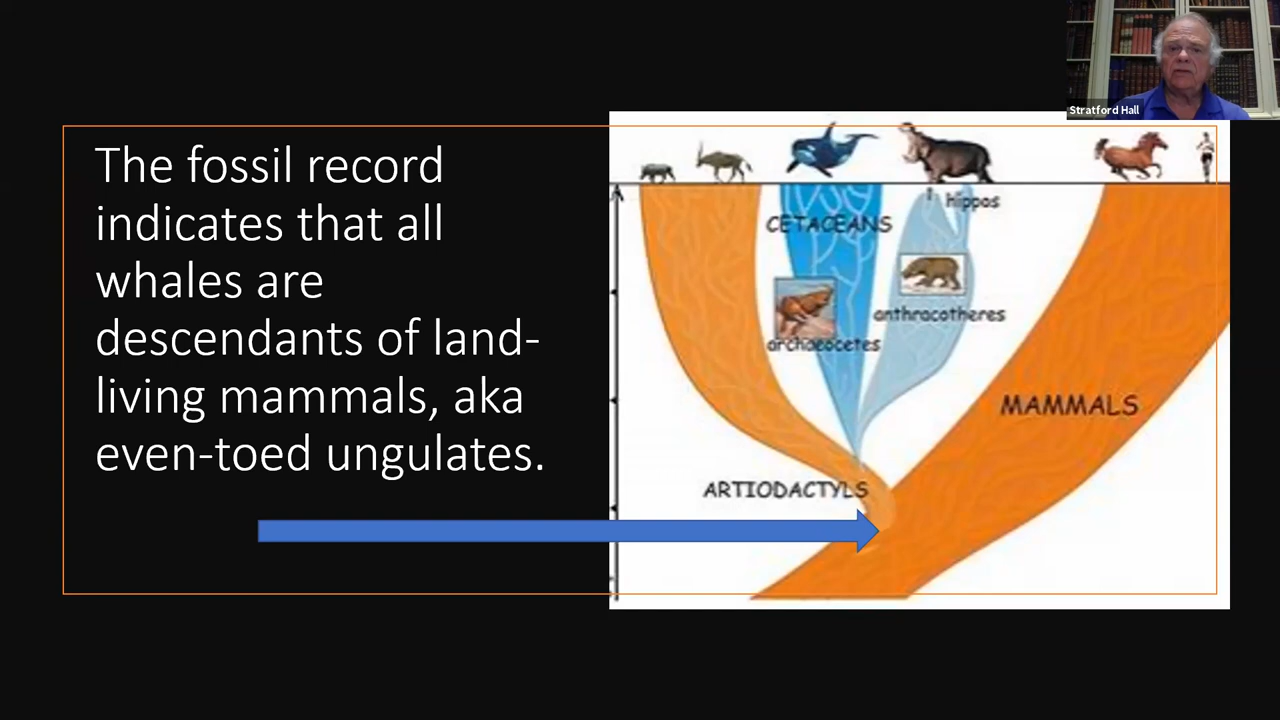 Stratford Hall
The fossil record
indicates that all
whales are
descendants of land-
living mammals, aka
even-toed ungulates.
hippos
CETACEANS
anthracotheres
archaeocetes
MAMMALS
ARTIODACTYLS